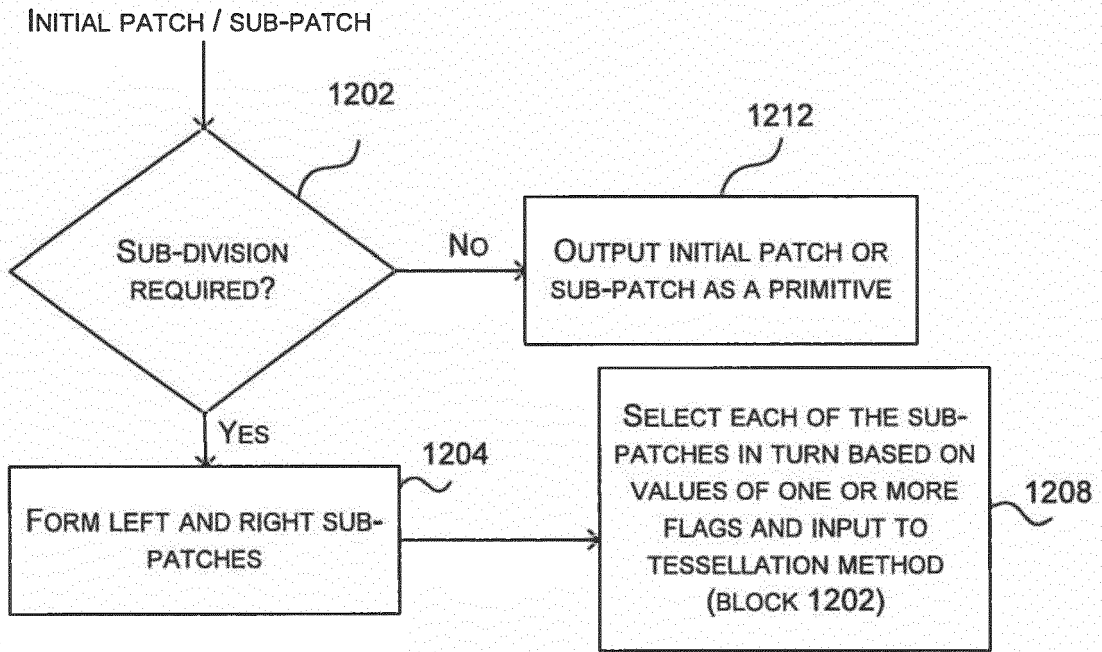 INITIAL PATCH / SUB-PATCH
1202
1212
SUB-DIVISION
REQUIRED?
NO
OUTPUT INITIAL PATCH OR
SUB-PATCH AS A PRIMITIVE
YES
1204
FORM LEFT AND RIGHT SUB-
PATCHES
SELECT EACH OF THE SUB-
PATCHES IN TURN BASED ON
VALUES OF ONE OR MORE
FLAGS AND INPUT TO
TESSELLATION METHOD
(BLOCK 1202)
1208